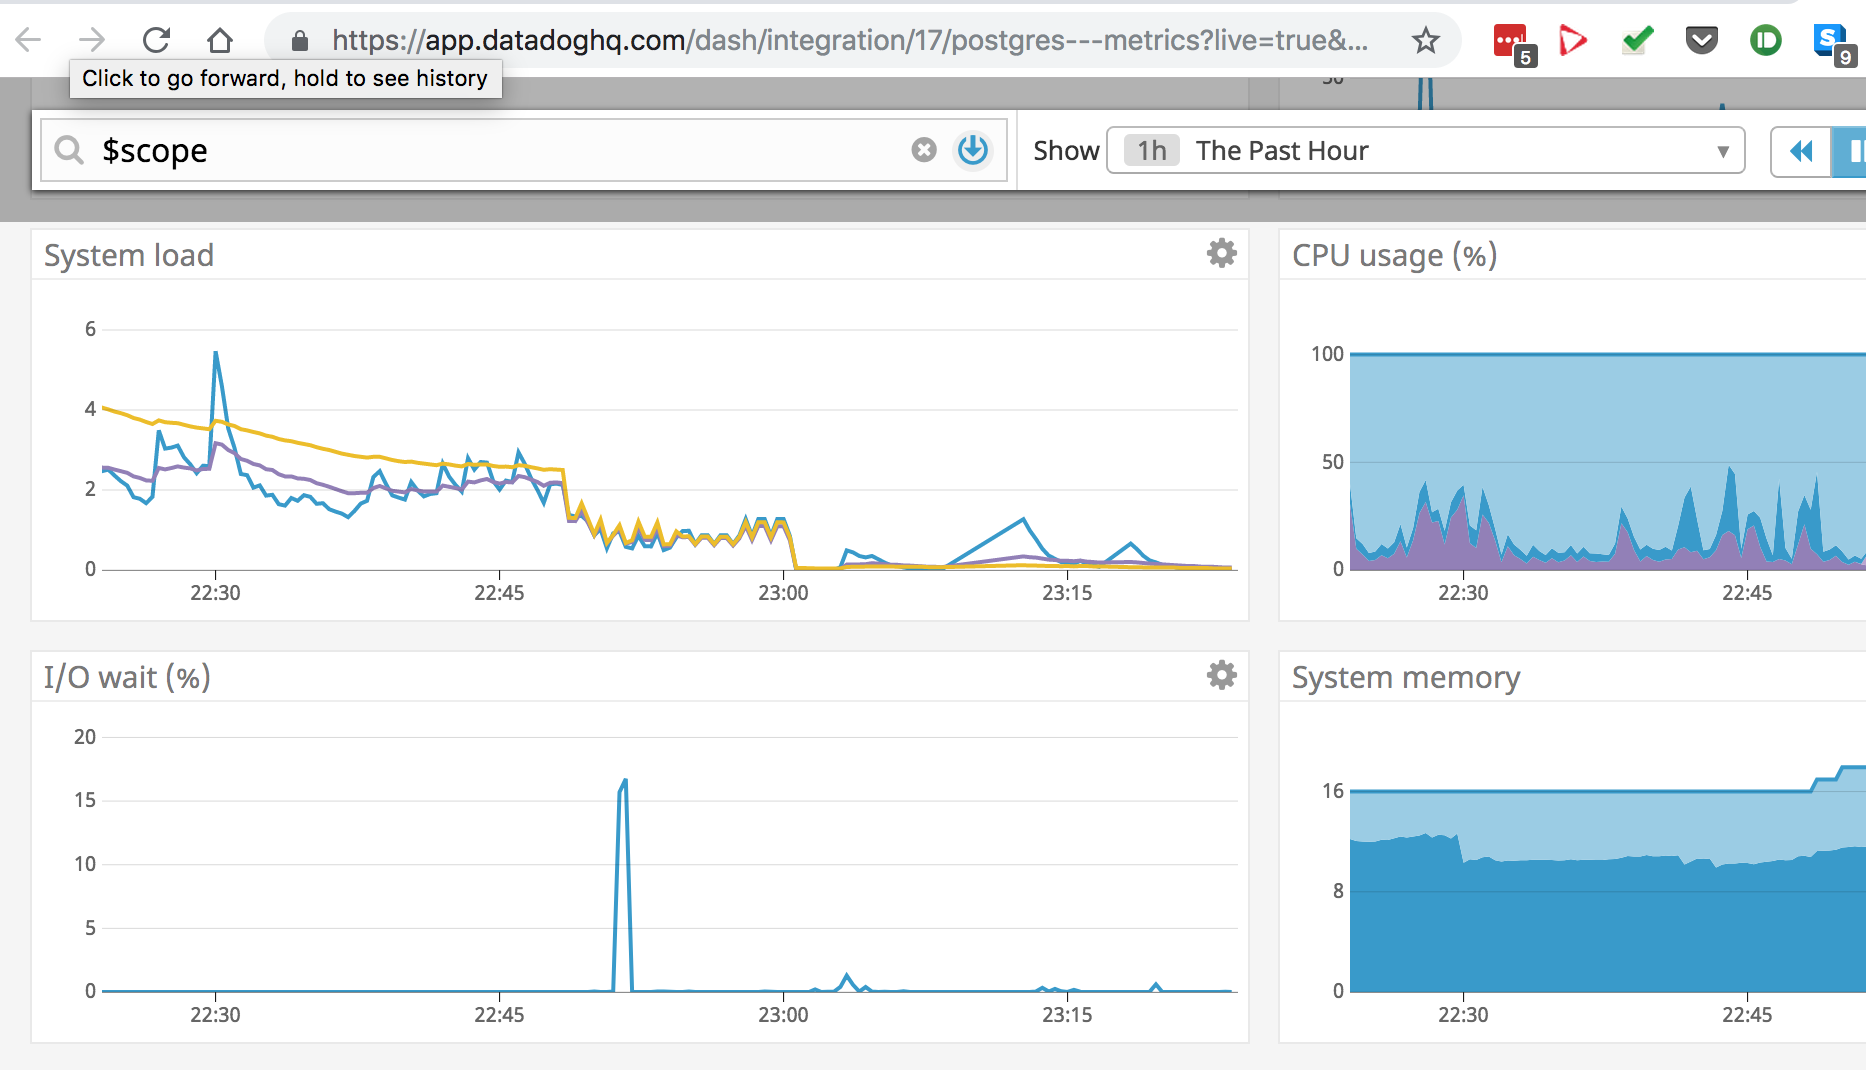 https://app.datadoghq.com/dash/integration/17/postgres---metrics?live=true&...
5
S
9
Click to go forward, hold to see history
50
$scope
Show
1h The Past Hour
System load
6
4
2
0
22:30 22:45 23:00 23:15
CPU usage (%)
100
50
0
22:30 22:45
I/O wait (%)
20
15
10
5
0
22:30 22:45 23:00 23:15
System memory
16
8
0
22:30 22:45